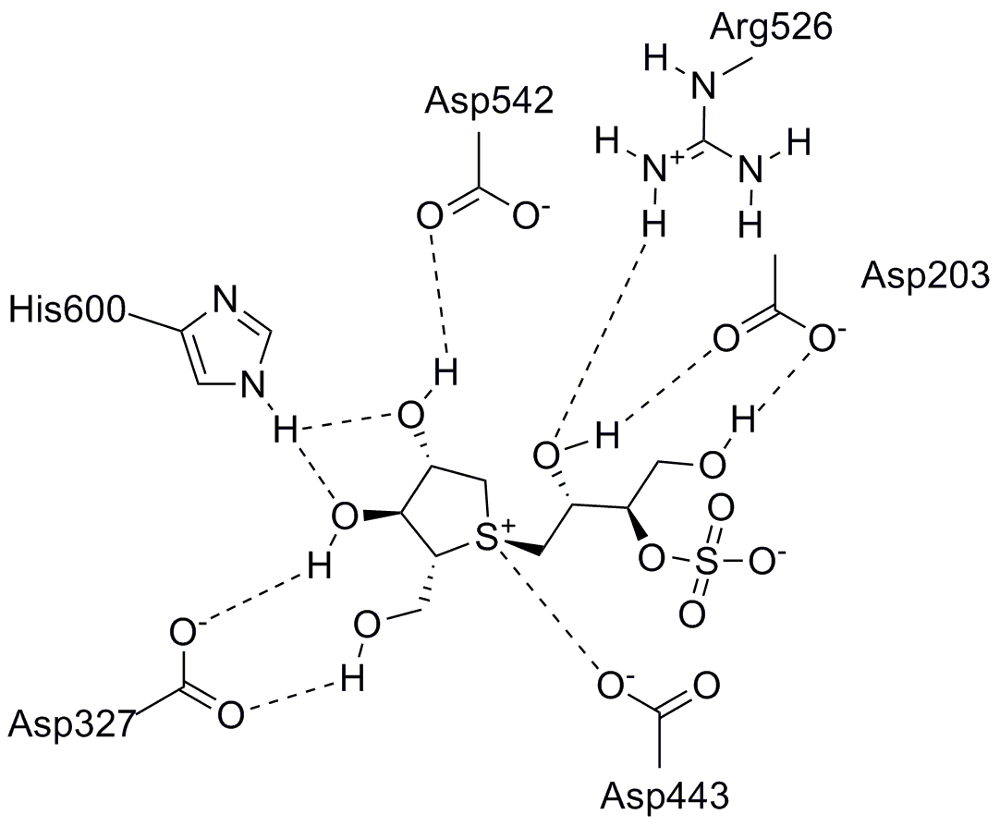 Arg526
H
N
Asp542
H
H
N+
N
O
O-
H
H
Asp203
His600
N
O
O-
N
H
H
O
H
H
O
O
H
O
O
S+
O
S
O-
H
O
O
O-
H
O-
O
O
Asp327
Asp443